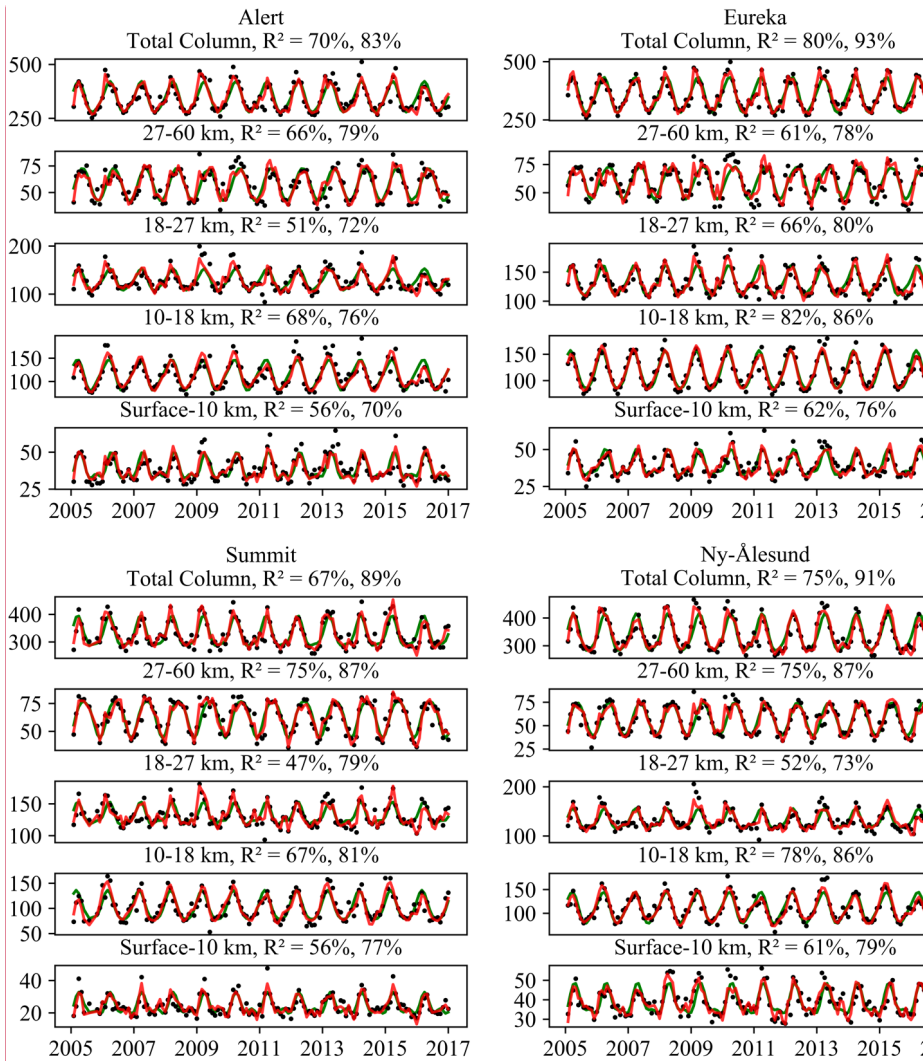 Alert
Total Column, R² = 70%, 83%
500
250
27-60 km, R² = 66%, 79%
75
50
18-27 km, R² = 51%, 72%
200
100
10-18 km, R² = 68%, 76%
150
100
Surface-10 km, R² = 56%, 70%
50
25
2005 2007 2009 2011 2013 2015 2017
Eureka
Total Column, R² = 80%, 93%
500
250
27-60 km, R² = 61%, 78%
75
50
18-27 km, R² = 66%, 80%
150
100
10-18 km, R² = 82%, 86%
150
100
Surface-10 km, R² = 62%, 76%
50
25
2005 2007 2009 2011 2013 2015
Summit
Total Column, R² = 67%, 89%
400
300
27-60 km, R² = 75%, 87%
75
50
18-27 km, R² = 47%, 79%
150
100
10-18 km, R² = 67%, 81%
150
100
50
Surface-10 km, R² = 56%, 77%
40
20
2005 2007 2009 2011 2013 2015 2017
Ny-Ålesund
Total Column, R² = 75%, 91%
400
300
27-60 km, R² = 75%, 87%
75
50
25
18-27 km, R² = 52%, 73%
200
100
10-18 km, R² = 78%, 86%
150
100
Surface-10 km, R² = 61%, 79%
50
40
30
2005 2007 2009 2011 2013 2015